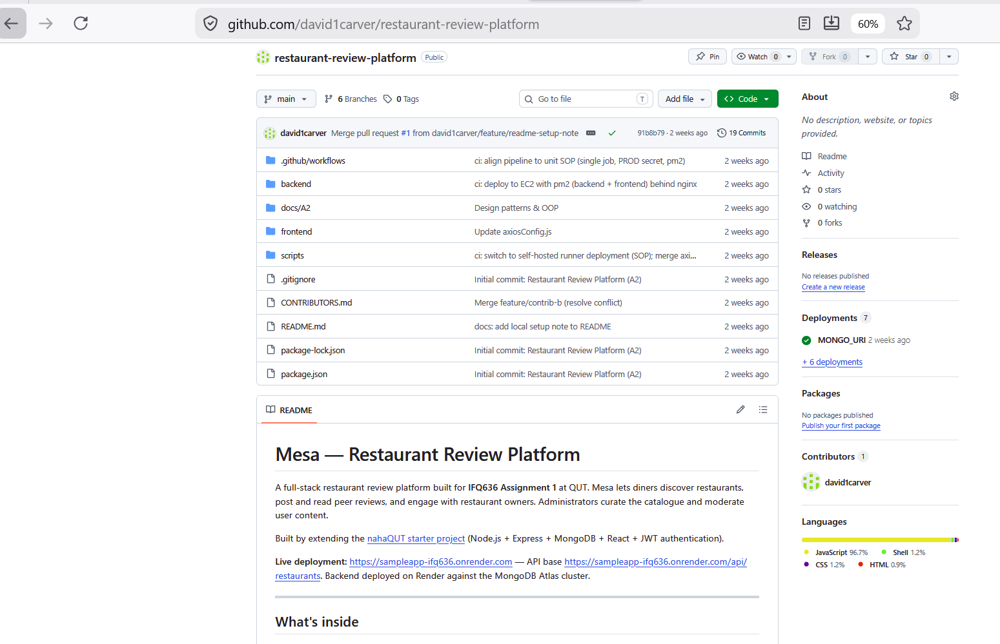 github.com/david1carver/restaurant-review-platform
60%
restaurant-review-platform Public
Pin Watch 0 Fork 0 Star 0
main 6 Branches 0 Tags Go to file T Add file Code
david1carver Merge pull request #1 from david1carver/feature/readme-setup-note 91b8b79 · 2 weeks ago 19 Commits
.github/workflows ci: align pipeline to unit SOP (single job, PROD secret, pm2) 2 weeks ago
backend ci: deploy to EC2 with pm2 (backend + frontend) behind nginx 2 weeks ago
docs/A2 Design patterns & OOP 2 weeks ago
frontend Update axiosConfig.js 2 weeks ago
scripts ci: switch to self-hosted runner deployment (SOP); merge axi... 2 weeks ago
.gitignore Initial commit: Restaurant Review Platform (A2) 2 weeks ago
CONTRIBUTORS.md Merge feature/contrib-b (resolve conflict) 2 weeks ago
README.md docs: add local setup note to README 2 weeks ago
package-lock.json Initial commit: Restaurant Review Platform (A2) 2 weeks ago
package.json Initial commit: Restaurant Review Platform (A2) 2 weeks ago
README
Mesa — Restaurant Review Platform
A full-stack restaurant review platform built for IFQ636 Assignment 1 at QUT. Mesa lets diners discover restaurants,
post and read peer reviews, and engage with restaurant owners. Administrators curate the catalogue and moderate
user content.
Built by extending the nahaQUT starter project (Node.js + Express + MongoDB + React + JWT authentication).
Live deployment: https://sampleapp-ifq636.onrender.com — API base https://sampleapp-ifq636.onrender.com/api/
restaurants. Backend deployed on Render against the MongoDB Atlas cluster.
What's inside
About
No description, website, or topics
provided.
Readme
Activity
0 stars
0 watching
0 forks
Releases
No releases published
Create a new release
Deployments 7
MONGO_URI 2 weeks ago
+ 6 deployments
Packages
No packages published
Publish your first package
Contributors 1
david1carver
Languages
JavaScript 96.7% Shell 1.2%
CSS 1.2% HTML 0.9%